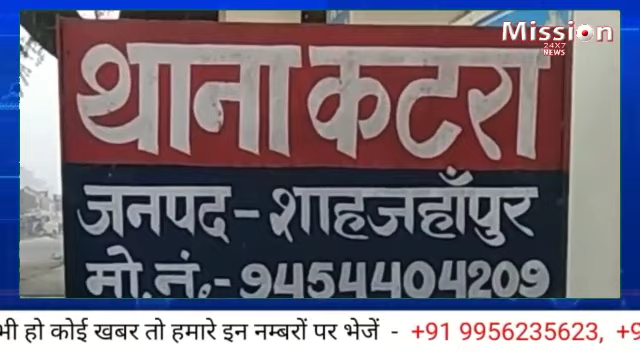 Mission
24X7
NEWS
थाना कटरा
जनपद - शाहजहाँपुर
मो.नं.- 9454404209
भी हो कोई खबर तो हमारे इन नम्बरों पर भेजें - +91 9956235623, +9